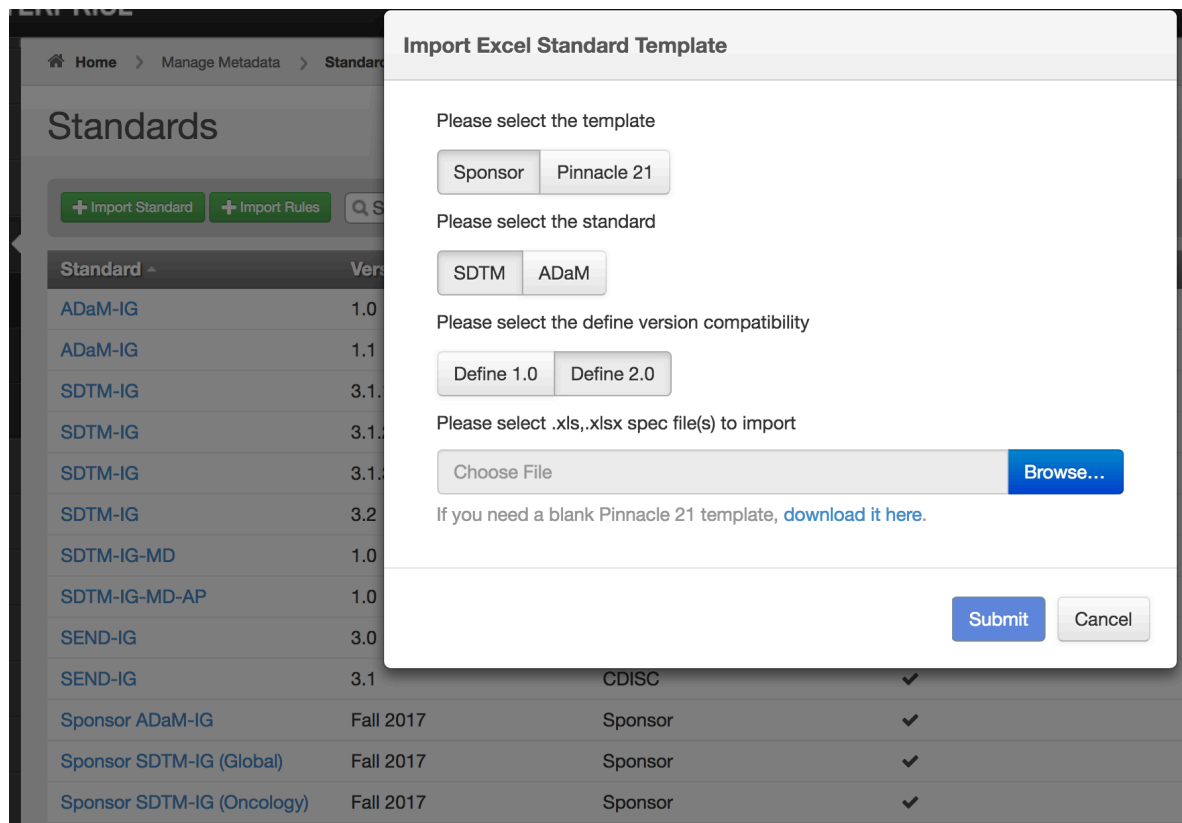 Import Excel Standard Template
Home Manage Metadata
Standards
Import Standard Import Rules
Standard
ADaM-IG 1.0
ADaM-IG 1.1
SDTM-IG
SDTM-IG
SDTM-IG
SDTM-IG 3.2
SDTM-IG-MD 1.0
SDTM-IG-MD-AP 1.0
SEND-IG 3.0
SEND-IG 3.1 CDISC
Sponsor ADaM-IG Fall 2017 Sponsor
Sponsor SDTM-IG (Global) Fall 2017 Sponsor
Sponsor SDTM-IG (Oncology) Fall 2017 Sponsor
Please select the template
Sponsor Pinnacle 21
Please select the standard
SDTM ADaM
Please select the define version compatibility
Define 1.0 Define 2.0
Please select .xls,.xlsx spec file(s) to import
Choose File Browse...
If you need a blank Pinnacle 21 template, download it here.
Submit Cancel